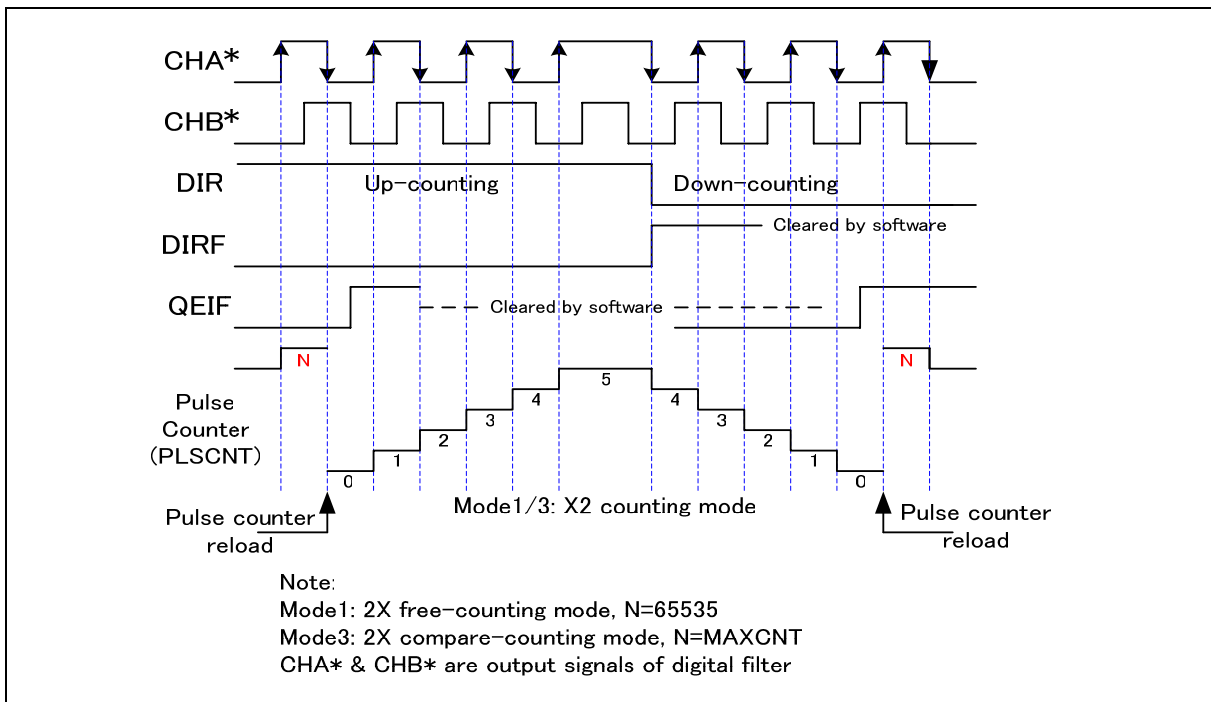 CHA*
CHB*
DIR
Up-counting
Down-counting
DIRF
Cleared by software
QEIF
Cleared by software
N
N
Pulse
Counter
(PLSCNT)
0
1
2
3
4
5
4
3
2
1
0
Mode1/3: X2 counting mode
Pulse counter
reload
Pulse counter
reload
Note:
Mode1: 2X free-counting mode, N=65535
Mode3: 2X compare-counting mode, N=MAXCNT
CHA* & CHB* are output signals of digital filter